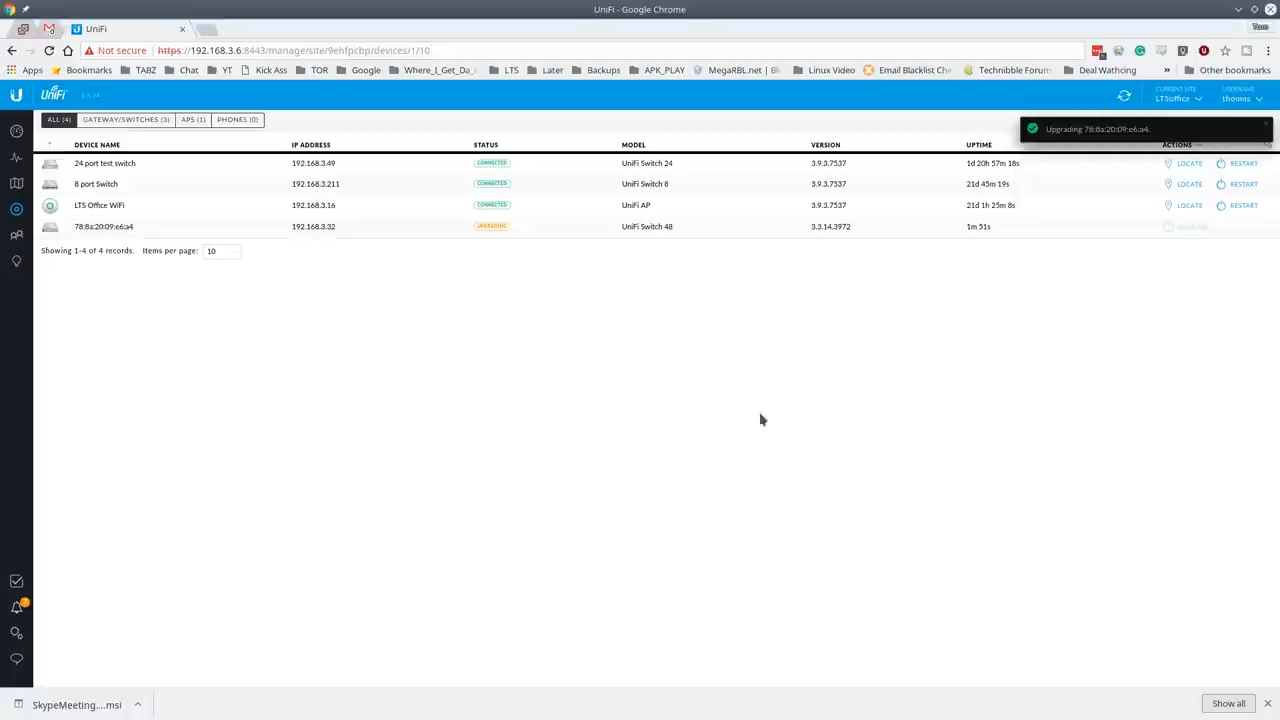 UniFi - Google Chrome
UniFi
Tom
Not secure https://192.168.3.6:8443/manage/site/9ehfpcbp/devices/1/10
Apps Bookmarks TABZ Chat YT Kick Ass TOR Google Where_I_Get_Da_ LTS Later Backups APK_PLAY MegaRBL.net | Bl Linux Video Email Blacklist Che Technibble Forum Deal Wathcing » Other bookmarks
UniFi 5.5.24 CURRENT SITE USERNAME
LTSoffice thomas
ALL (4) GATEWAY/SWITCHES (3) APS (1) PHONES (0)
Upgrading 78:8a:20:09:e6:a4.
DEVICE NAME IP ADDRESS STATUS MODEL VERSION UPTIME ACTIONS
24 port test switch 192.168.3.49 CONNECTED UniFi Switch 24 3.9.3.7537 1d 20h 57m 18s LOCATE RESTART
8 port Switch 192.168.3.211 CONNECTED UniFi Switch 8 3.9.3.7537 21d 45m 19s LOCATE RESTART
LTS Office WiFi 192.168.3.16 CONNECTED UniFi AP 3.9.3.7537 21d 1h 25m 8s LOCATE RESTART
78:8a:20:09:e6:a4 192.168.3.32 UPGRADING UniFi Switch 48 3.3.14.3972 1m 51s
Showing 1-4 of 4 records. Items per page: 10
SkypeMeeting....msi Show all